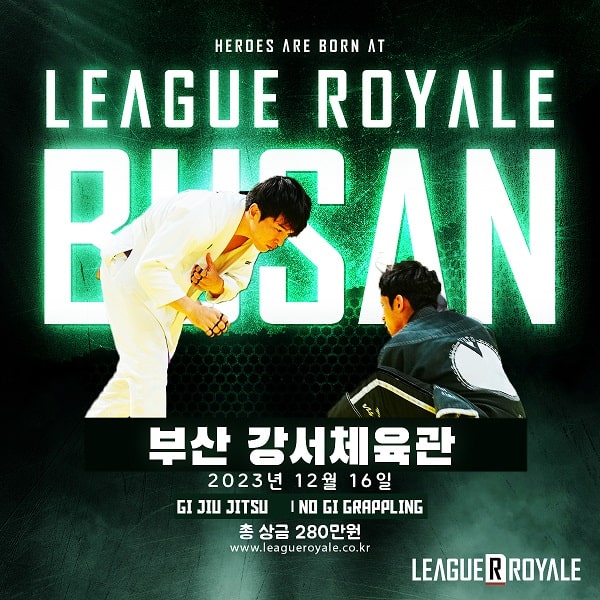 HEROES ARE BORN AT
LEAGUE ROYALE
BUSAN
부산 강서체육관
2023년 12월 16일
GI JIU JITSU | NO GI GRAPPLING
총 상금 280만원
www.leagueroyale.co.kr
LEAGUE R ROYALE